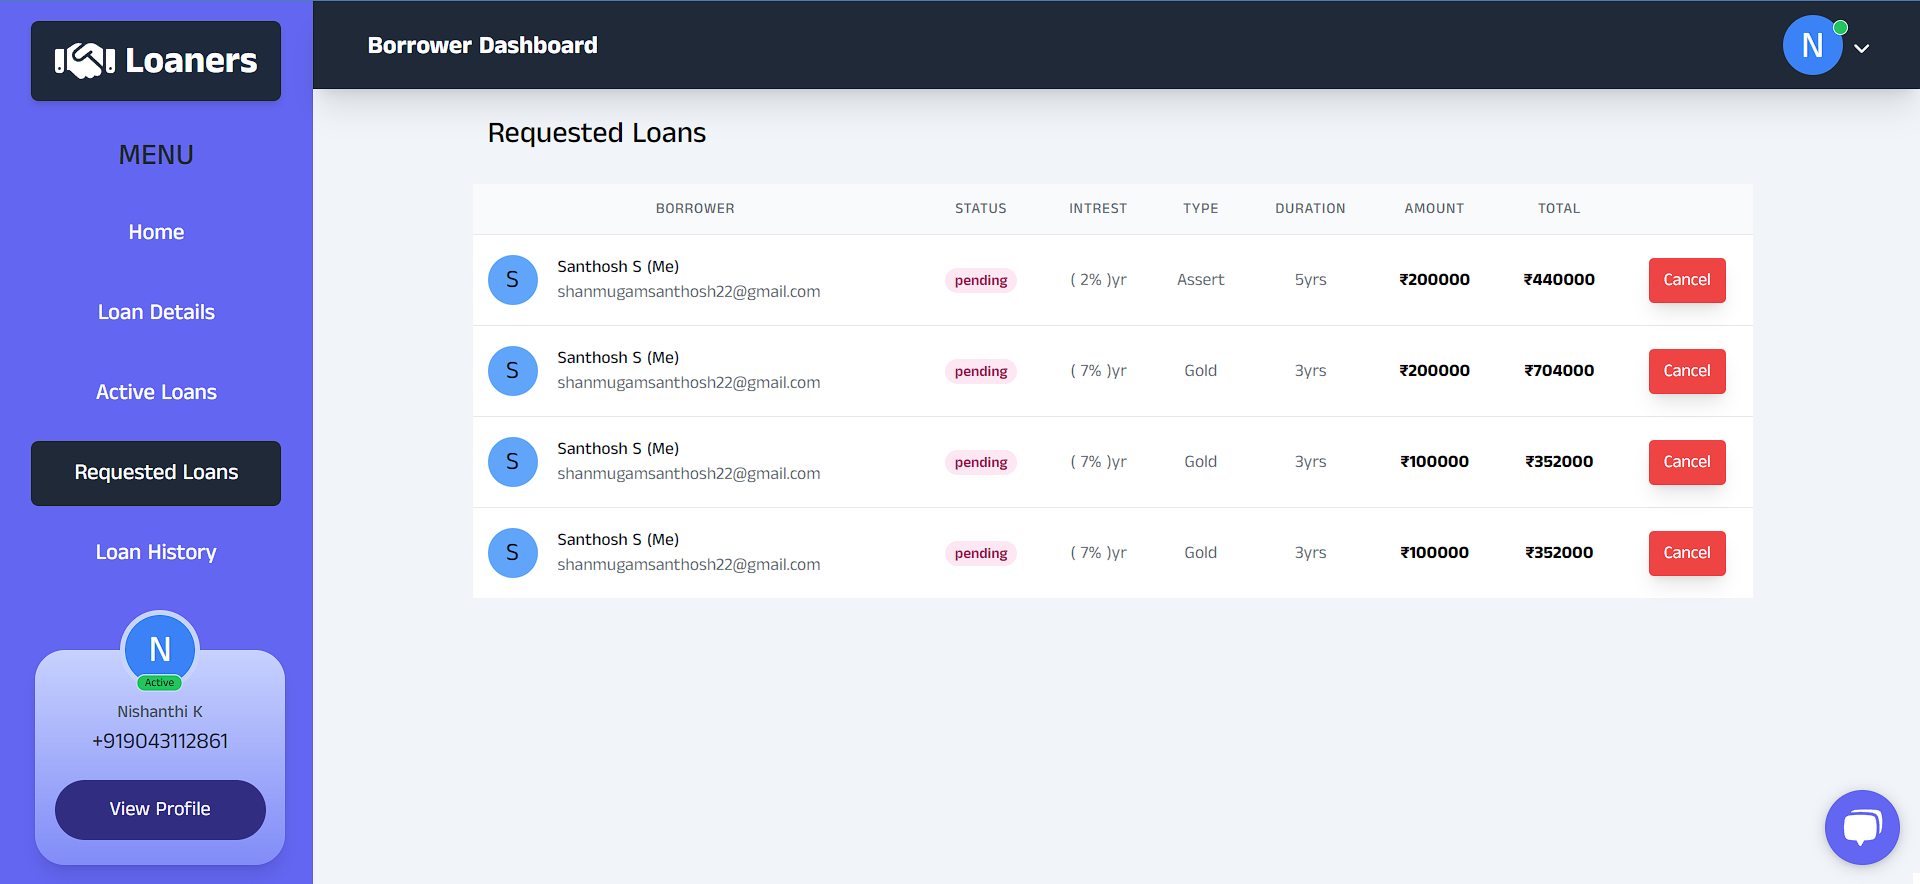 Loaners
Borrower Dashboard
N
MENU
Home
Loan Details
Active Loans
Requested Loans
Loan History
N
Active
Nishanthi K
+919043112861
View Profile
Requested Loans
BORROWER STATUS INTREST TYPE DURATION AMOUNT TOTAL
S Santhosh S (Me) pending ( 2% )yr Assert 5yrs ₹200000 ₹440000 Cancel
shanmugamsanthosh22@gmail.com
S Santhosh S (Me) pending ( 7% )yr Gold 3yrs ₹200000 ₹704000 Cancel
shanmugamsanthosh22@gmail.com
S Santhosh S (Me) pending ( 7% )yr Gold 3yrs ₹100000 ₹352000 Cancel
shanmugamsanthosh22@gmail.com
S Santhosh S (Me) pending ( 7% )yr Gold 3yrs ₹100000 ₹352000 Cancel
shanmugamsanthosh22@gmail.com